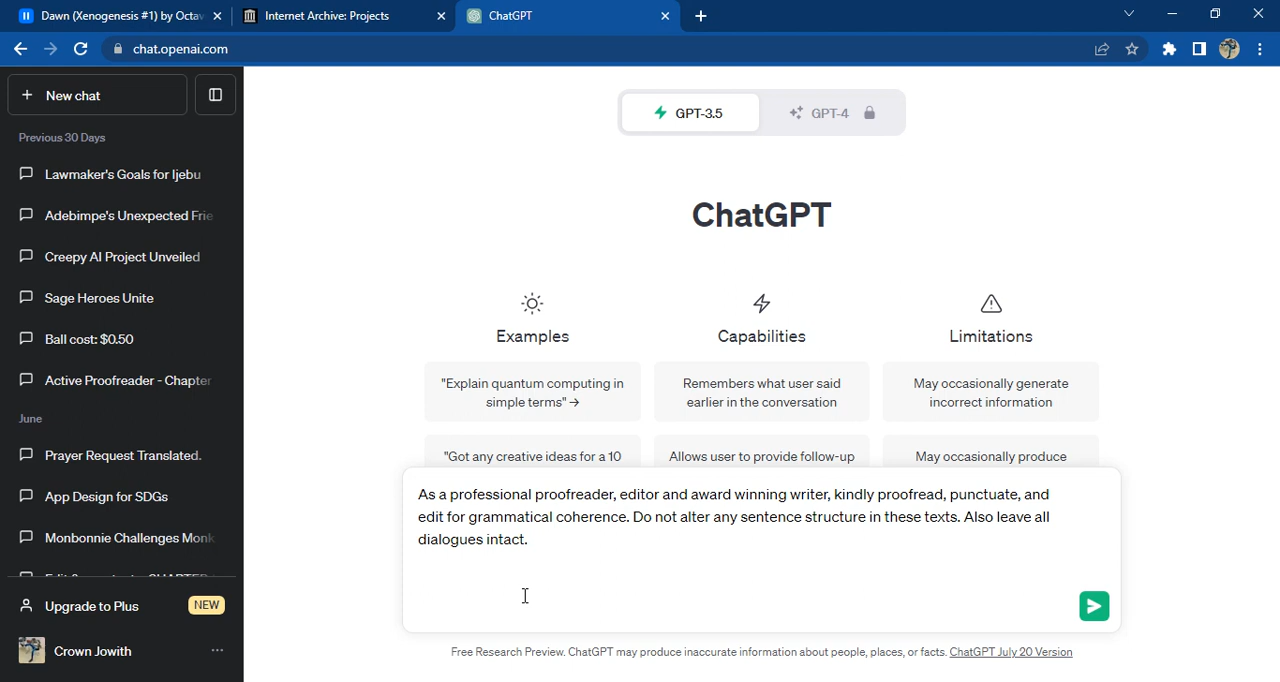 Dawn (Xenogenesis #1) by Octav
Internet Archive: Projects
ChatGPT
chat.openai.com
New chat
Previous 30 Days
Lawmaker's Goals for Ijebu
Adebimpe's Unexpected Frie
Creepy AI Project Unveiled
Sage Heroes Unite
Ball cost: $0.50
Active Proofreader - Chapter
June
Prayer Request Translated.
App Design for SDGs
Monbonnie Challenges Monk
Upgrade to Plus NEW
Crown Jowith
GPT-3.5 GPT-4
ChatGPT
Examples Capabilities Limitations
"Explain quantum computing in Remembers what user said May occasionally generate
simple terms" → earlier in the conversation incorrect information
"Got any creative ideas for a 10 Allows user to provide follow-up May occasionally produce
As a professional proofreader, editor and award winning writer, kindly proofread, punctuate, and
edit for grammatical coherence. Do not alter any sentence structure in these texts. Also leave all
dialogues intact.
Free Research Preview. ChatGPT may produce inaccurate information about people, places, or facts. ChatGPT July 20 Version